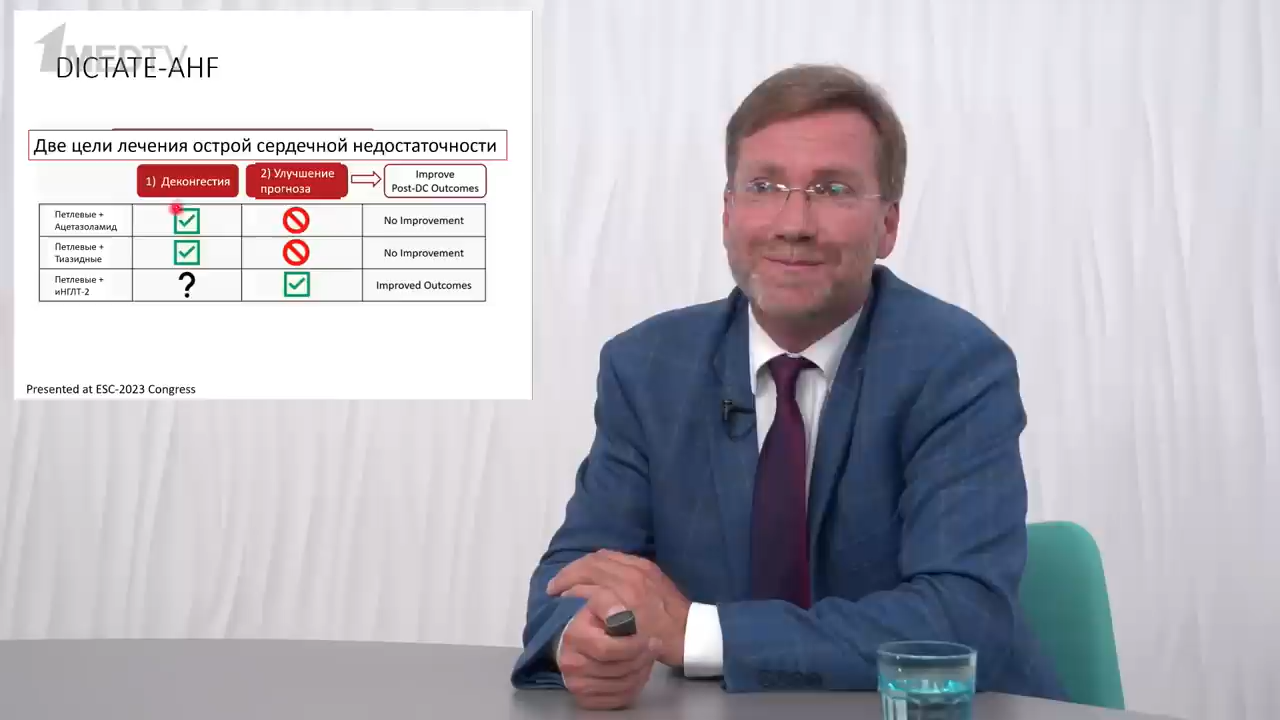 1MEDTV
DICTATE-AHF
Две цели лечения острой сердечной недостаточности
1) Деконгестия
2) Улучшение
прогноза
Improve
Post-DC Outcomes
Петлевые +
Ацетазоламид
No Improvement
Петлевые +
Тиазидные
No Improvement
Петлевые +
иНГЛТ-2
?
Improved Outcomes
Presented at ESC-2023 Congress